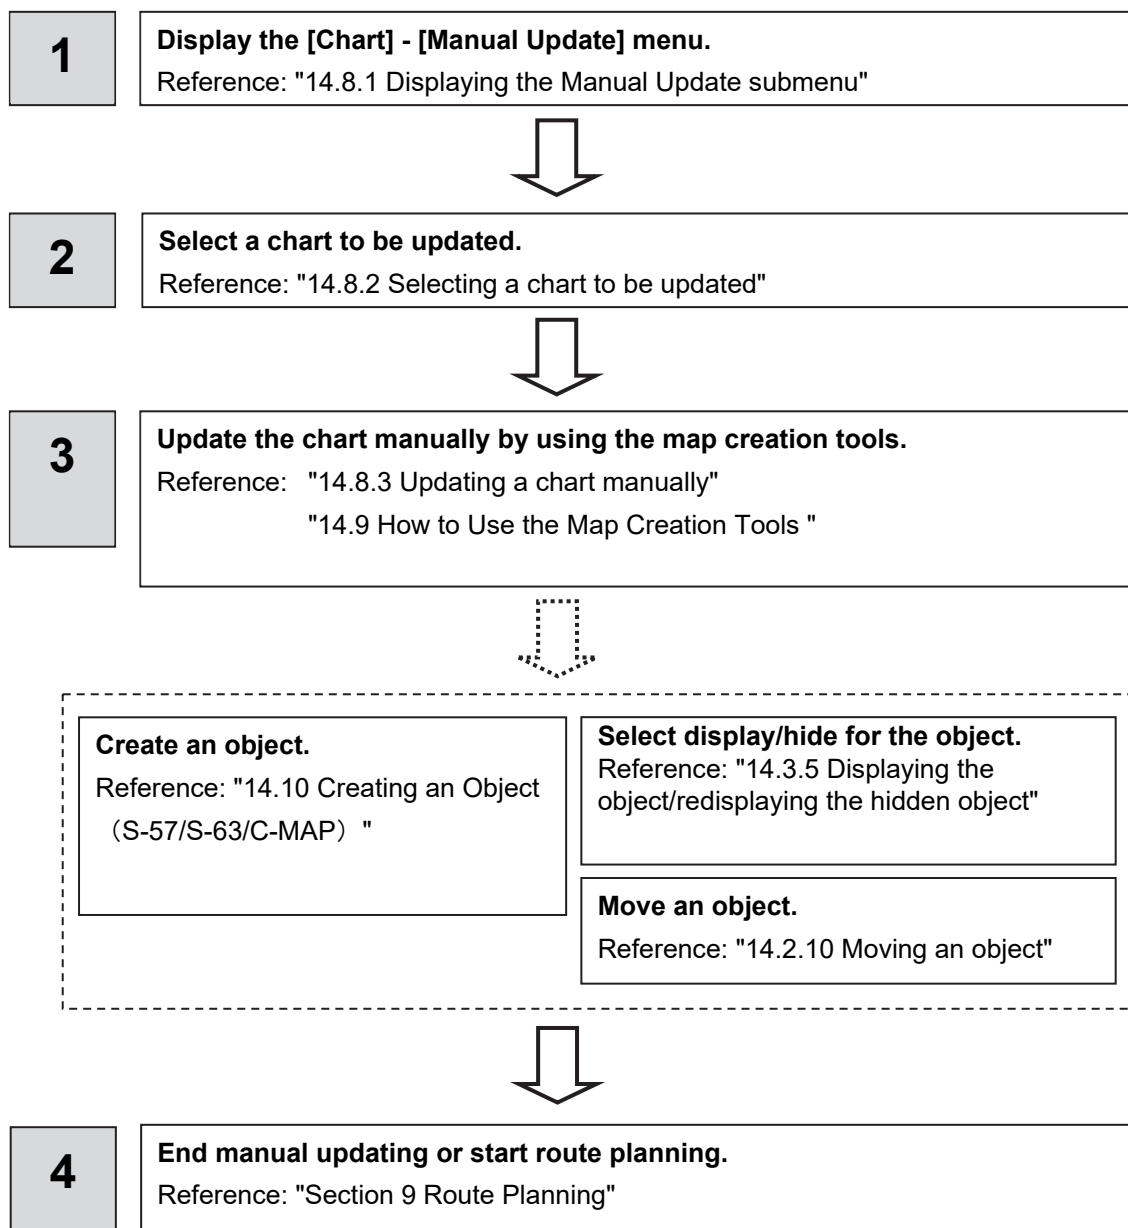 1
Display the [Chart] - [Manual Update] menu.
Reference: "14.8.1 Displaying the Manual Update submenu"
2
Select a chart to be updated.
Reference: "14.8.2 Selecting a chart to be updated"
3
Update the chart manually by using the map creation tools.
Reference: "14.8.3 Updating a chart manually"
"14.9 How to Use the Map Creation Tools "
Create an object.
Reference: "14.10 Creating an Object
（S-57/S-63/C-MAP）"
Select display/hide for the object.
Reference: "14.3.5 Displaying the
object/redisplaying the hidden object"
Move an object.
Reference: "14.2.10 Moving an object"
4
End manual updating or start route planning.
Reference: "Section 9 Route Planning"